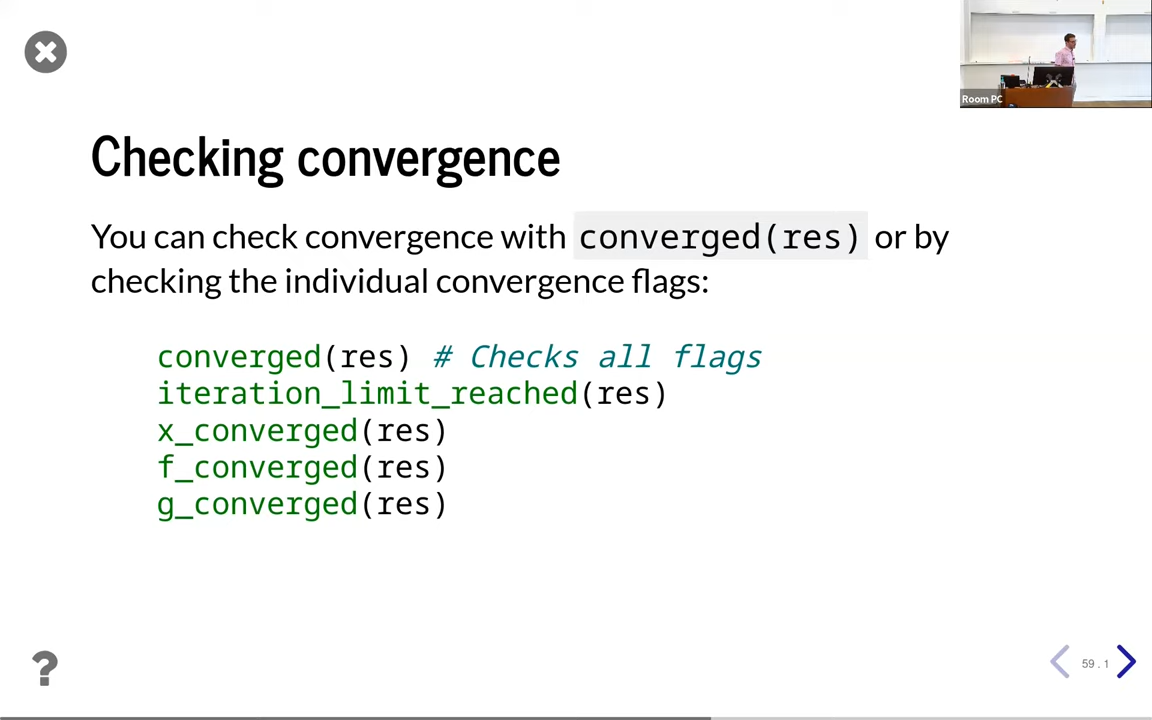 Room PC
Checking convergence
You can check convergence with converged(res) or by
checking the individual convergence flags:
converged(res) # Checks all flags
iteration_limit_reached(res)
x_converged(res)
f_converged(res)
g_converged(res)
?
59 . 1